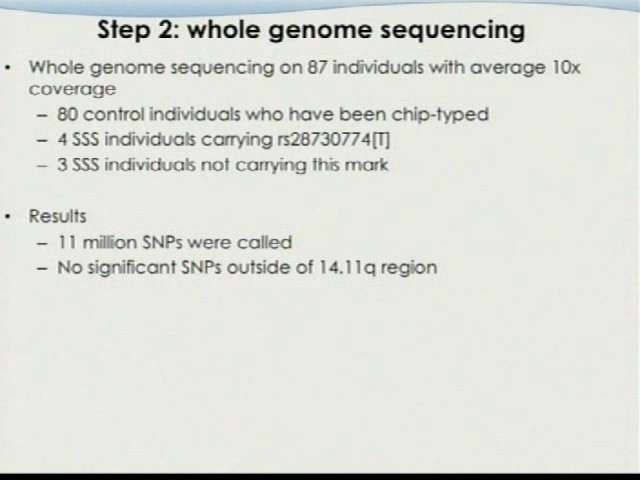 Step 2: whole genome sequencing
• Whole genome sequencing on 87 individuals with average 10x
coverage
– 80 control individuals who have been chip-typed
– 4 SSS individuals carrying rs28730774[T]
– 3 SSS individuals not carrying this mark
• Results
– 11 million SNPs were called
– No significant SNPs outside of 14.11q region